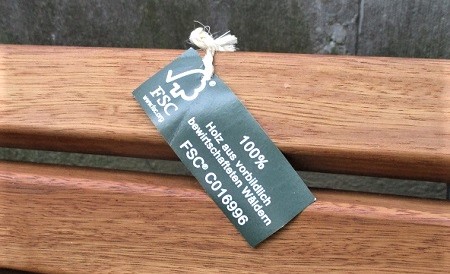 FSC
www.fsc.org
100%
Holz aus vorbildlich
bewirtschafteten Wäldern
FSC® C016996